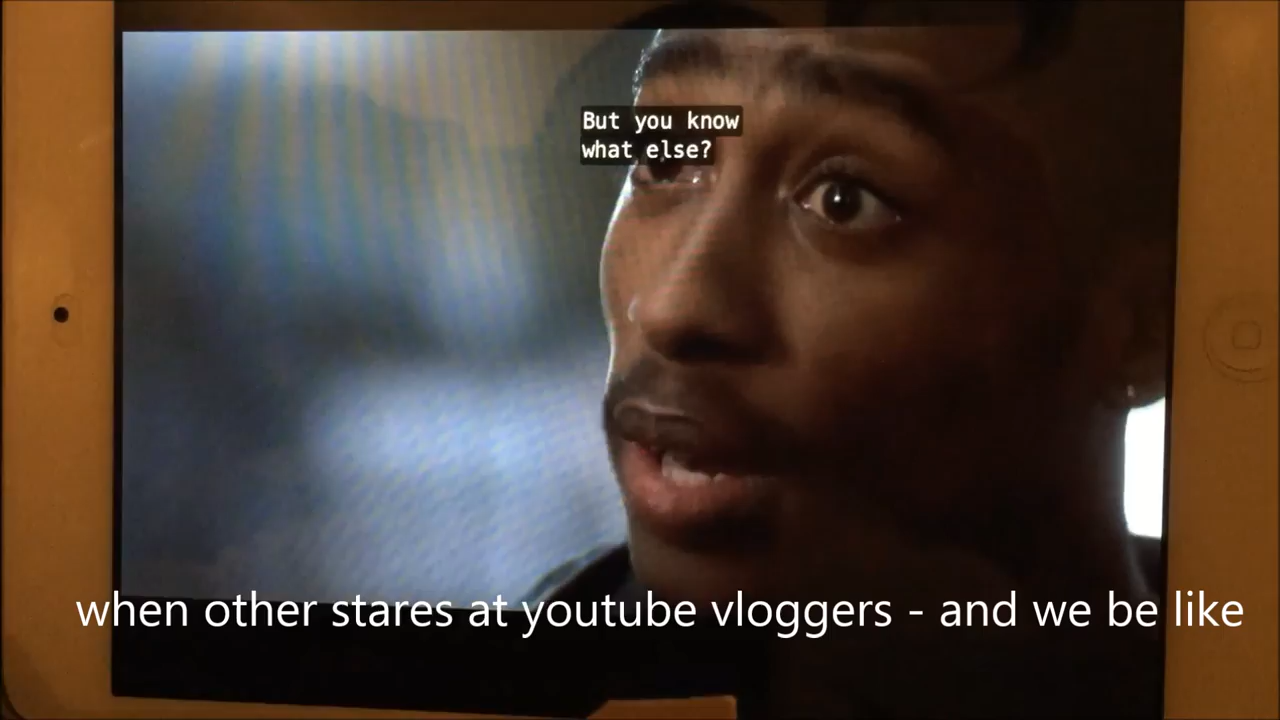 But you know
what else?
when other stares at youtube vloggers - and we be like